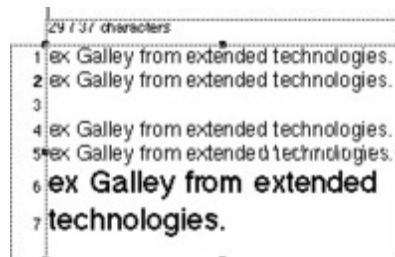 29 / 37 characters
1 ex Galley from extended technologies.
2 ex Galley from extended technologies.
3
4 ex Galley from extended technologies.
5 ex Galley from extended technologies.
6 ex Galley from extended
7 technologies.